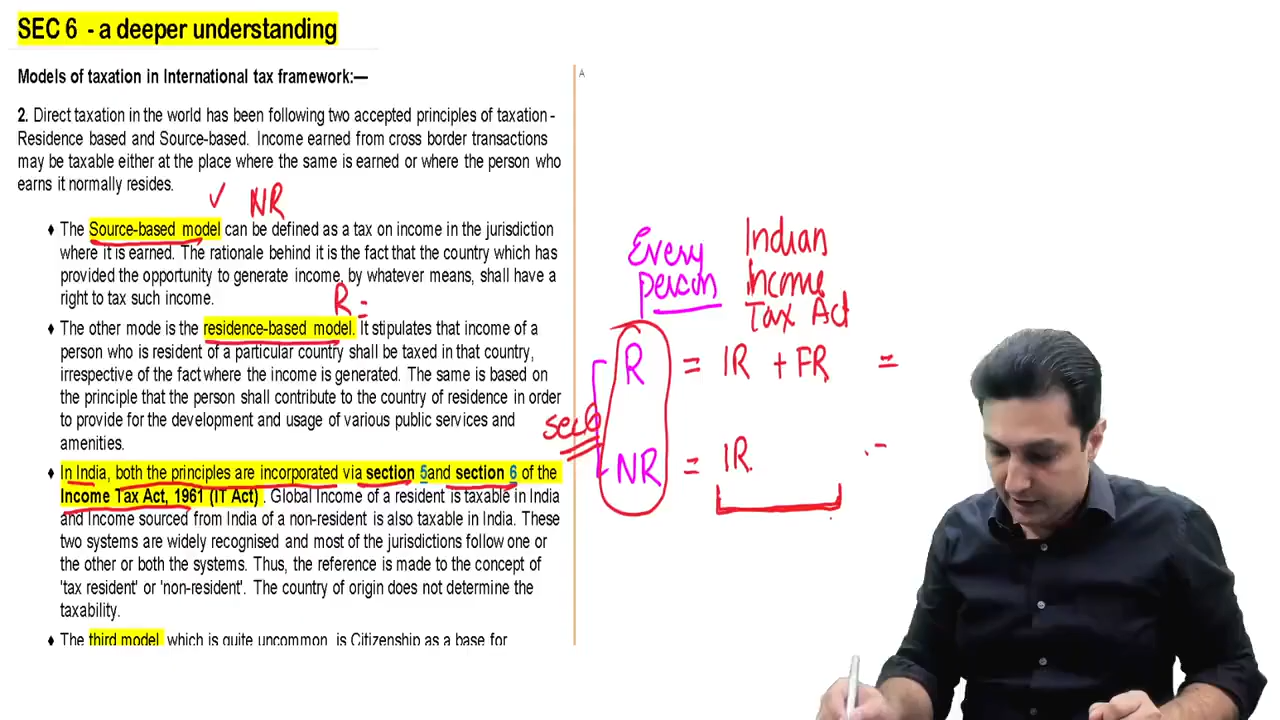 SEC 6 - a deeper understanding
Models of taxation in International tax framework:—
2. Direct taxation in the world has been following two accepted principles of taxation -
Residence based and Source-based. Income earned from cross border transactions
may be taxable either at the place where the same is earned or where the person who
earns it normally resides.
✓ NR
♦ The Source-based model can be defined as a tax on income in the jurisdiction
where it is earned. The rationale behind it is the fact that the country which has
provided the opportunity to generate income, by whatever means, shall have a
right to tax such income.
R =
♦ The other mode is the residence-based model. It stipulates that income of a
person who is resident of a particular country shall be taxed in that country,
irrespective of the fact where the income is generated. The same is based on
the principle that the person shall contribute to the country of residence in order
to provide for the development and usage of various public services and
amenities.
♦ In India, both the principles are incorporated via section 5and section 6 of the
Income Tax Act, 1961 (IT Act) . Global Income of a resident is taxable in India
and Income sourced from India of a non-resident is also taxable in India. These
two systems are widely recognised and most of the jurisdictions follow one or
the other or both the systems. Thus, the reference is made to the concept of
'tax resident' or 'non-resident'. The country of origin does not determine the
taxability.
♦ The third model which is quite uncommon is Citizenship as a base for
A
Every
person
Indian
Income
Tax Act
R = IR + FR =
sec 6
NR = IR -